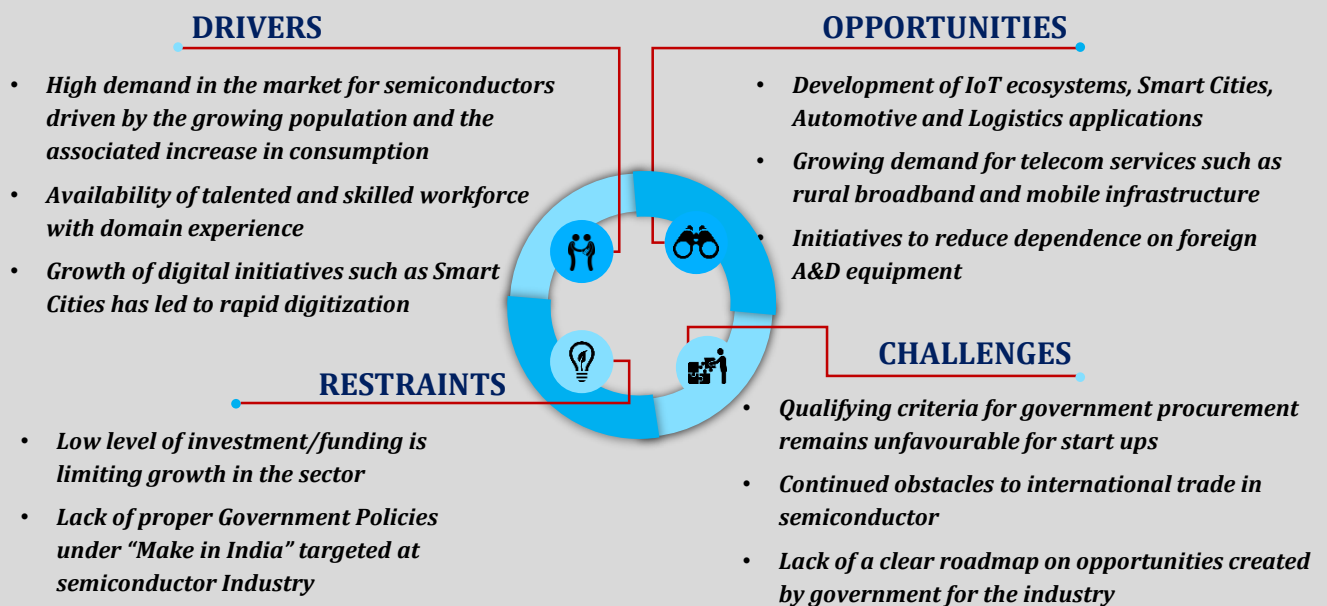 DRIVERS
• High demand in the market for semiconductors
driven by the growing population and the
associated increase in consumption
• Availability of talented and skilled workforce
with domain experience
• Growth of digital initiatives such as Smart
Cities has led to rapid digitization
OPPORTUNITIES
• Development of IoT ecosystems, Smart Cities,
Automotive and Logistics applications
• Growing demand for telecom services such as
rural broadband and mobile infrastructure
• Initiatives to reduce dependence on foreign
A&D equipment
RESTRAINTS
• Low level of investment/funding is
limiting growth in the sector
• Lack of proper Government Policies
under “Make in India” targeted at
semiconductor Industry
CHALLENGES
• Qualifying criteria for government procurement
remains unfavourable for start ups
• Continued obstacles to international trade in
semiconductor
• Lack of a clear roadmap on opportunities created
by government for the industry